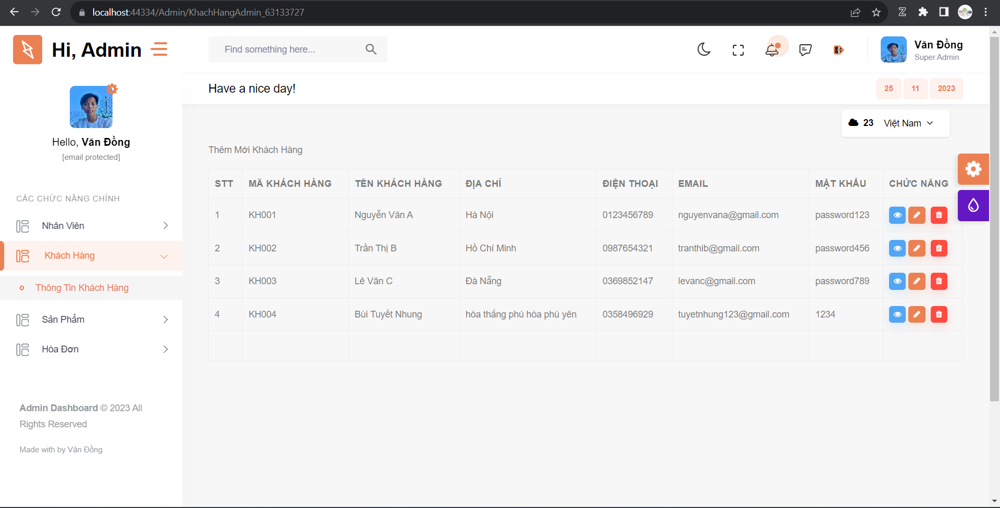 localhost:44334/Admin/KhachHangAdmin_63133727
Hi, Admin
Find something here...
Văn Đồng
Super Admin
Have a nice day!
25 11 2023
23 Việt Nam
Hello, Văn Đồng
[email protected]
CÁC CHỨC NĂNG CHÍNH
Nhân Viên
Khách Hàng
Thông Tin Khách Hàng
Sản Phẩm
Hóa Đơn
Admin Dashboard © 2023 All
Rights Reserved
Made with by Văn Đồng
Thêm Mới Khách Hàng
STT MÃ KHÁCH HÀNG TÊN KHÁCH HÀNG ĐỊA CHỈ ĐIỆN THOẠI EMAIL MẬT KHẨU CHỨC NĂNG
1 KH001 Nguyễn Văn A Hà Nội 0123456789 nguyenvana@gmail.com password123
2 KH002 Trần Thị B Hồ Chí Minh 0987654321 tranthib@gmail.com password456
3 KH003 Lê Văn C Đà Nẵng 0369852147 levanc@gmail.com password789
4 KH004 Bùi Tuyết Nhung hòa thắng phú hòa phú yên 0358496929 tuyetnhung123@gmail.com 1234